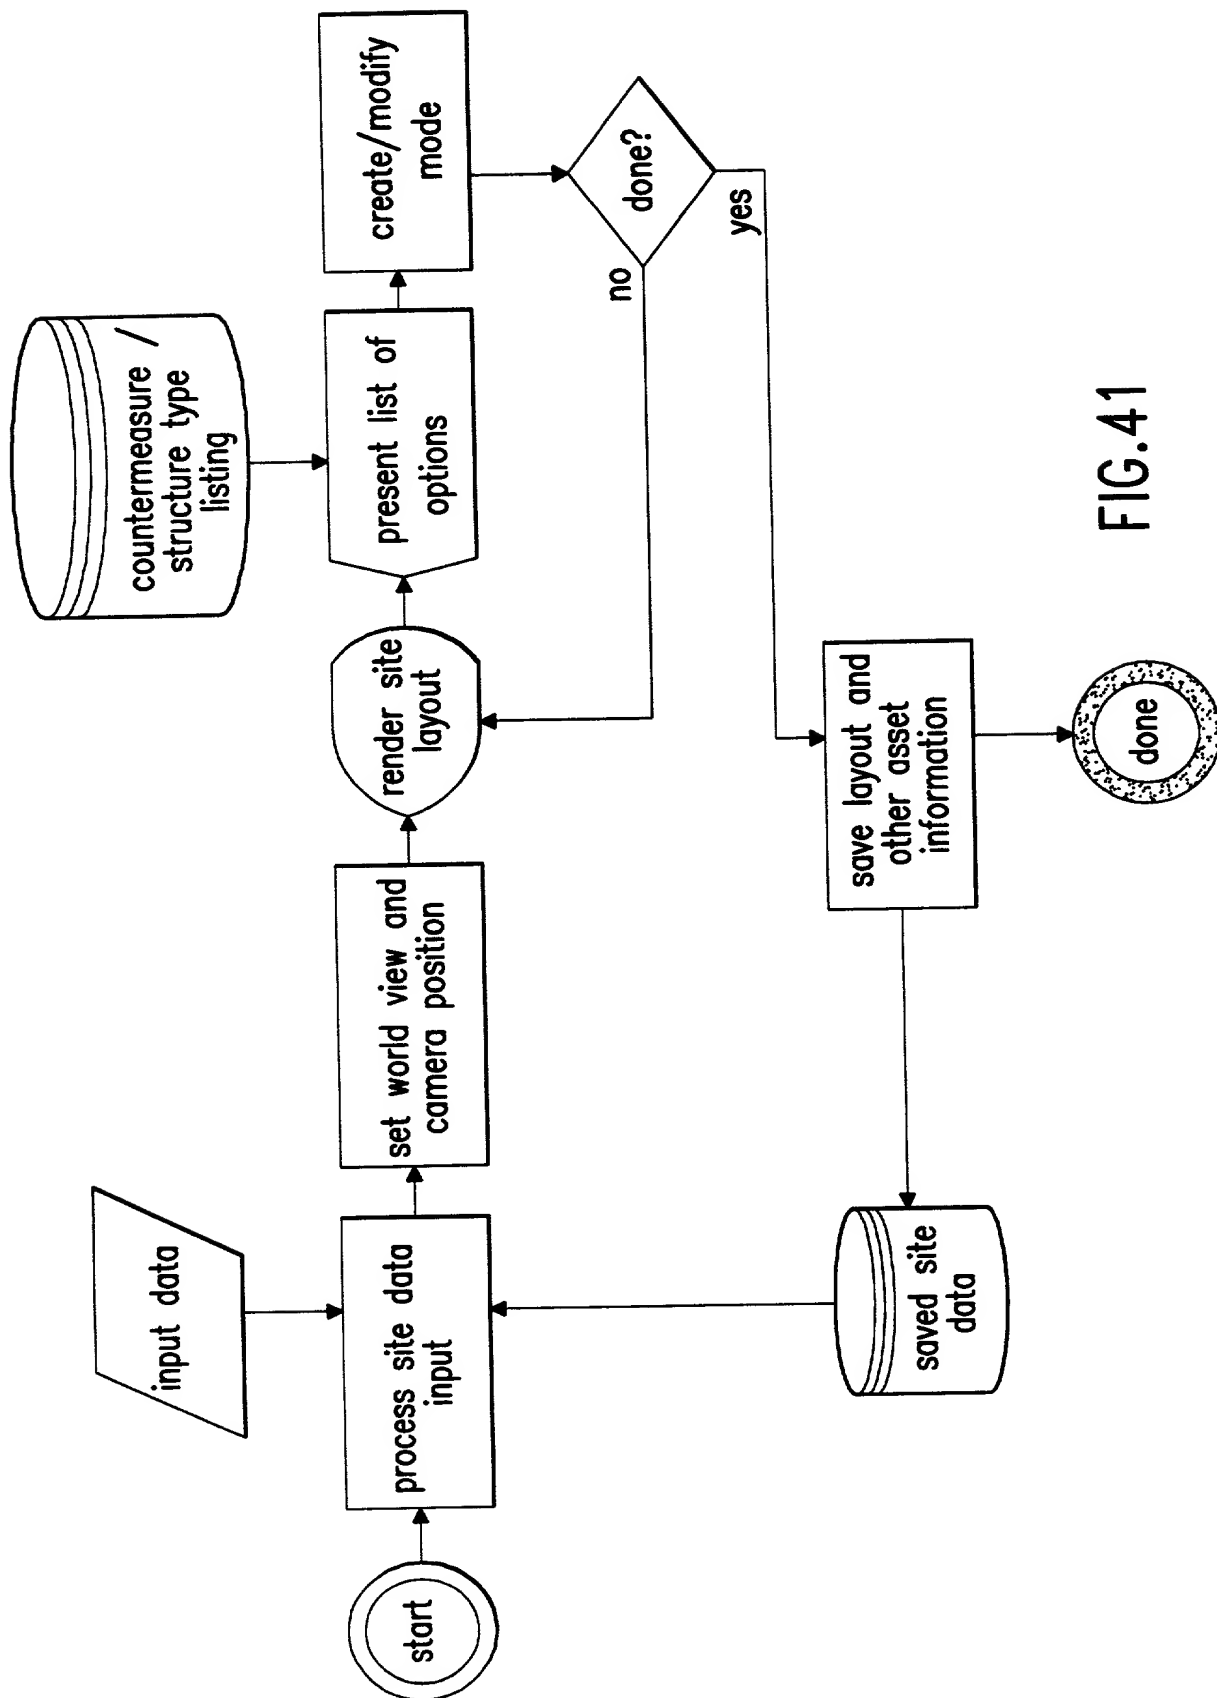 start
input data
process site data
input
set world view and
camera position
render site
layout
countermeasure /
structure type
listing
present list of
options
create/modify
mode
done?
no
yes
save layout and
other asset
information
saved site
data
done
FIG.41